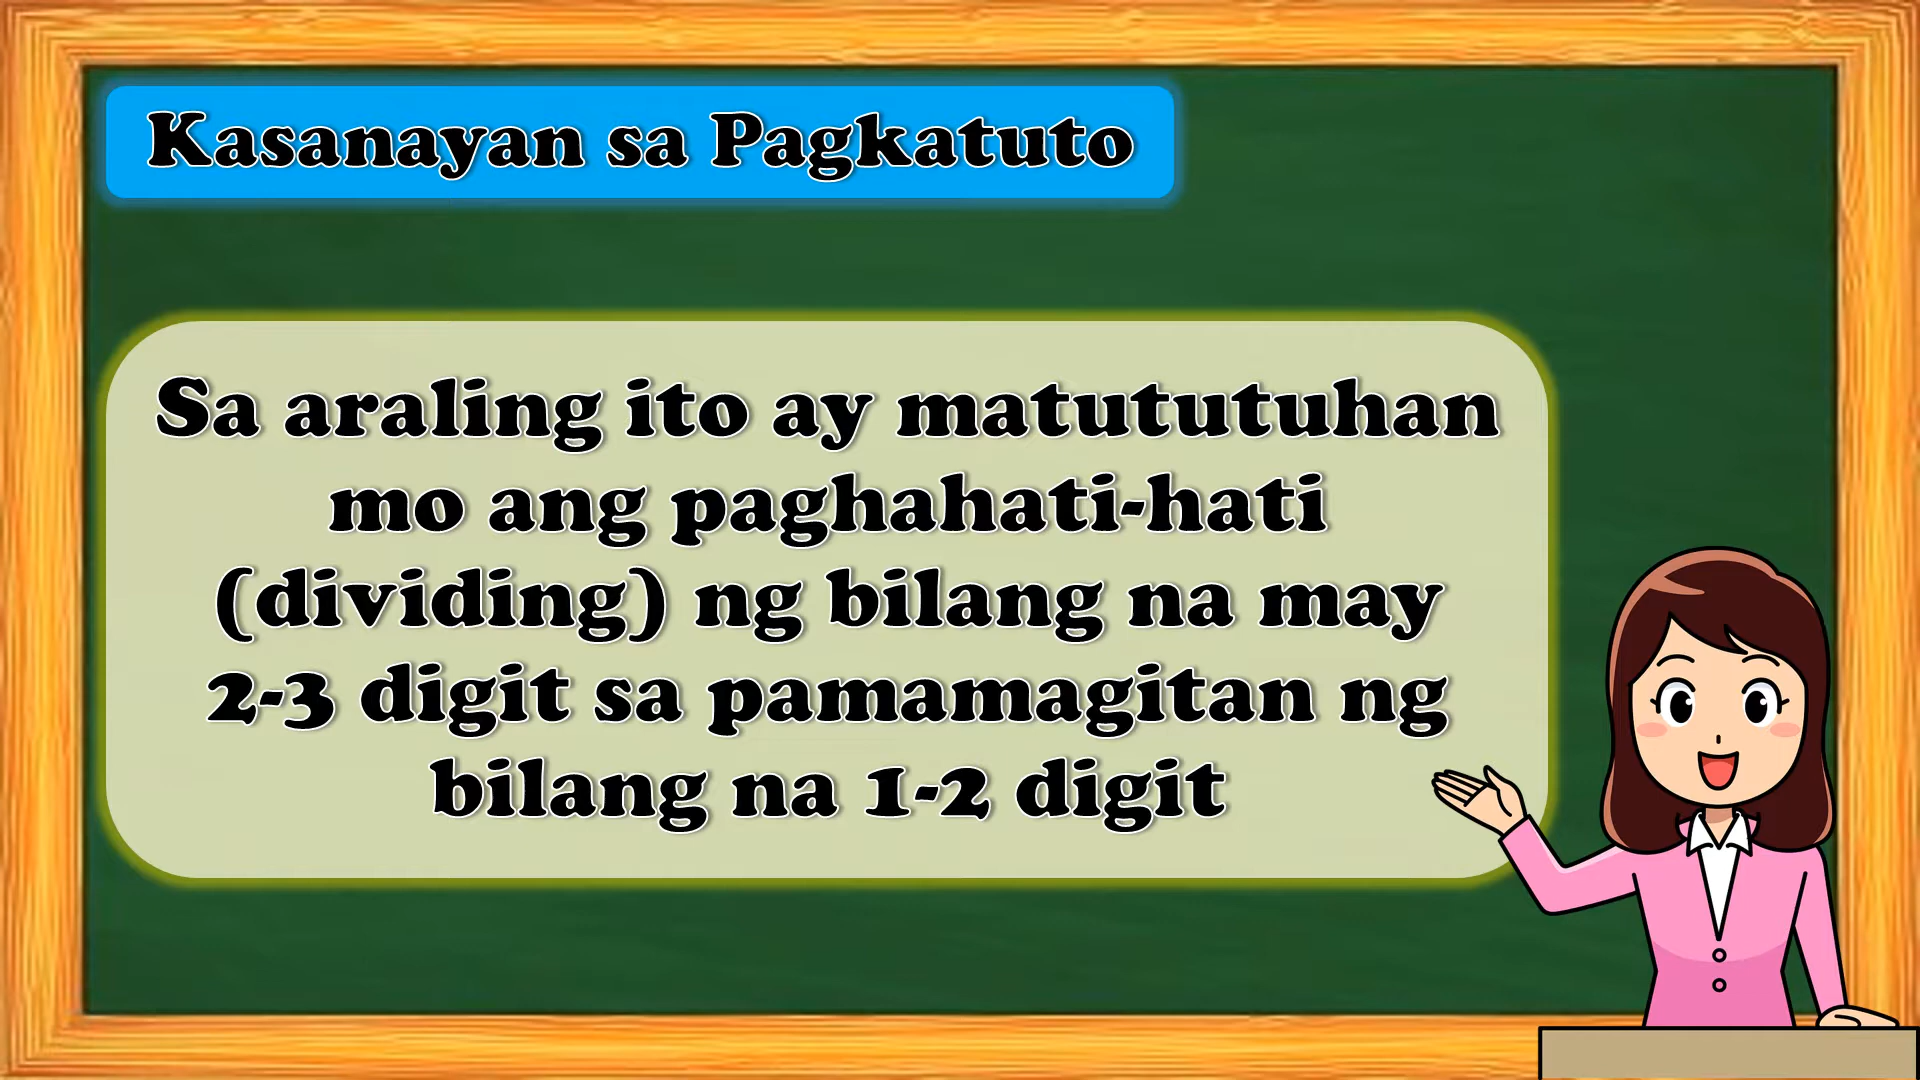 Kasanayan sa Pagkatuto
Sa araling ito ay matututuhan
mo ang paghahati-hati
(dividing) ng bilang na may
2-3 digit sa pamamagitan ng
bilang na 1-2 digit